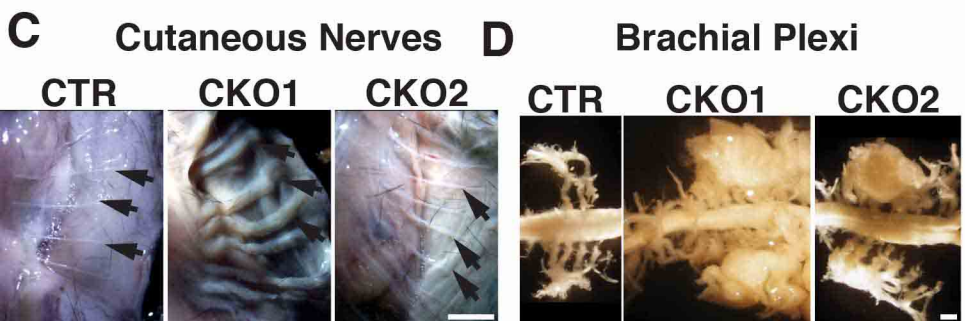 C Cutaneous Nerves
CTR CKO1 CKO2
D Brachial Plexi
CTR CKO1 CKO2